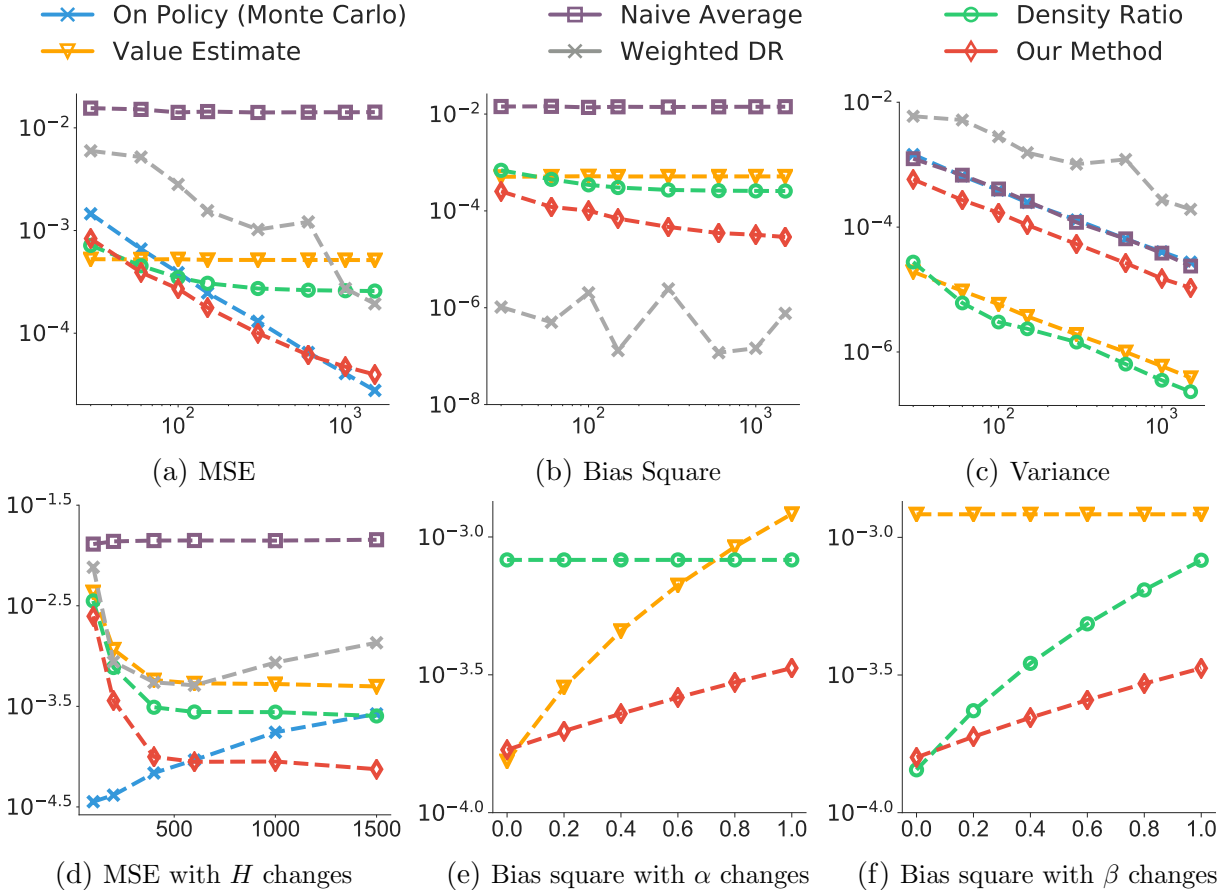 On Policy (Monte Carlo) Naive Average Density Ratio
Value Estimate Weighted DR Our Method
10^-2
10^-3
10^-4
10^2 10^3
(a) MSE
10^-2
10^-4
10^-6
10^-8
10^2 10^3
(b) Bias Square
10^-2
10^-4
10^-6
10^2 10^3
(c) Variance
10^-1.5
10^-2.5
10^-3.5
10^-4.5
500 1000 1500
(d) MSE with H changes
10^-3.0
10^-3.5
10^-4.0
0.0 0.2 0.4 0.6 0.8 1.0
(e) Bias square with α changes
10^-3.0
10^-3.5
10^-4.0
0.0 0.2 0.4 0.6 0.8 1.0
(f) Bias square with β changes